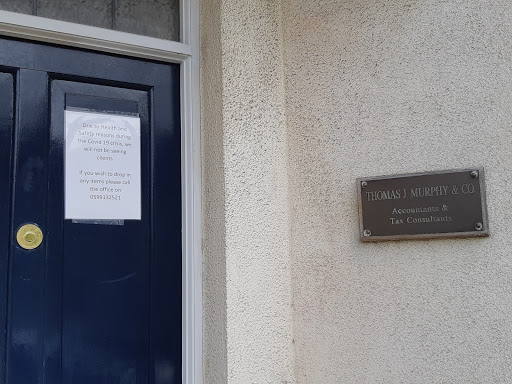 Due to Health and
Safety reasons during
the Covid 19 crisis, we
will not be seeing
clients.
If you wish to drop in
any items please call
the office on
0599132521
THOMAS J. MURPHY & CO.
Accountants &
Tax Consultants